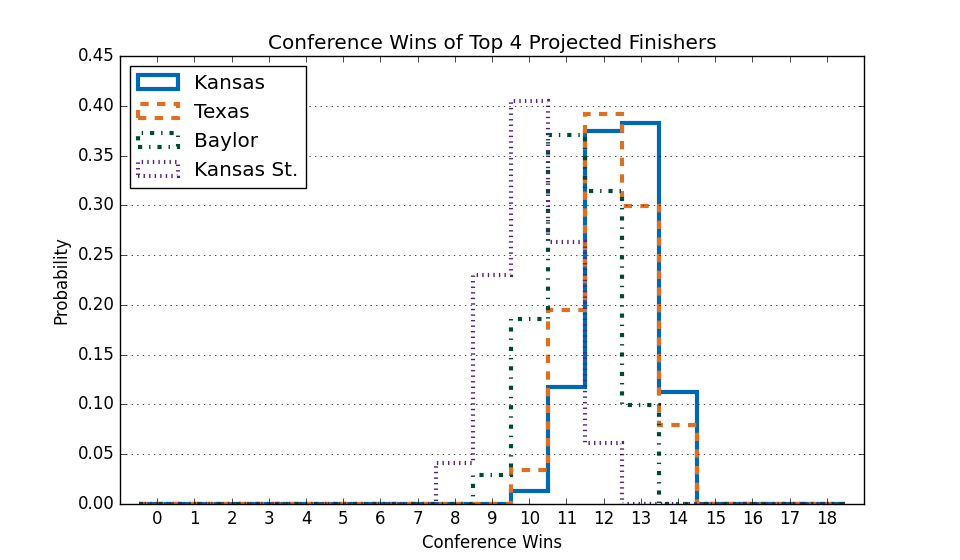 Conference Wins of Top 4 Projected Finishers
0.45
0.40
0.35
0.30
0.25
0.20
0.15
0.10
0.05
0.00
Probability
Kansas
Texas
Baylor
Kansas St.
0 1 2 3 4 5 6 7 8 9 10 11 12 13 14 15 16 17 18
Conference Wins